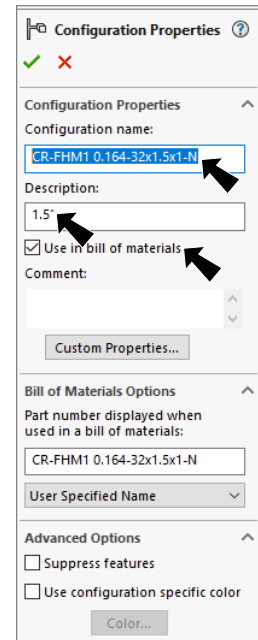 Configuration Properties
Configuration Properties
Configuration name:
CR-FHM1 0.164-32x1.5x1-N
Description:
1.5"
Use in bill of materials
Comment:
Custom Properties...
Bill of Materials Options
Part number displayed when
used in a bill of materials:
CR-FHM1 0.164-32x1.5x1-N
User Specified Name
Advanced Options
Suppress features
Use configuration specific color
Color...